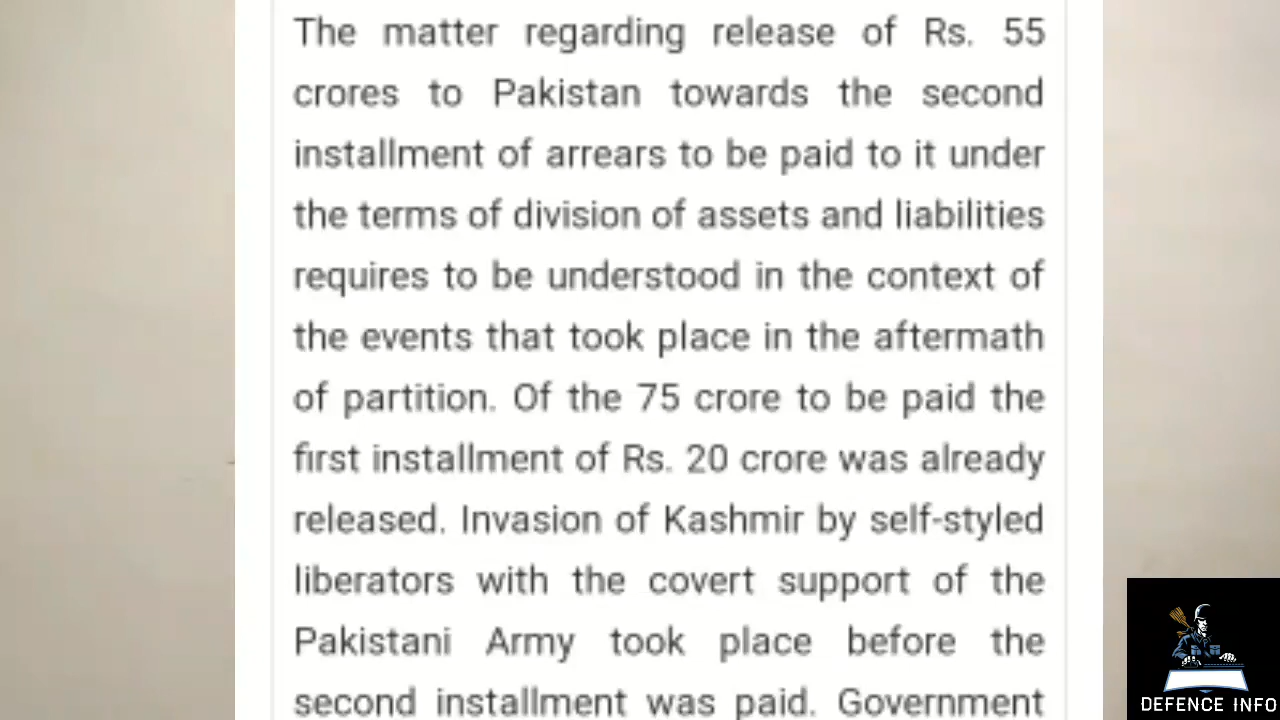 The matter regarding release of Rs. 55
crores to Pakistan towards the second
installment of arrears to be paid to it under
the terms of division of assets and liabilities
requires to be understood in the context of
the events that took place in the aftermath
of partition. Of the 75 crore to be paid the
first installment of Rs. 20 crore was already
released. Invasion of Kashmir by self-styled
liberators with the covert support of the
Pakistani Army took place before the
second installment was paid. Government
DEFENCE INFO